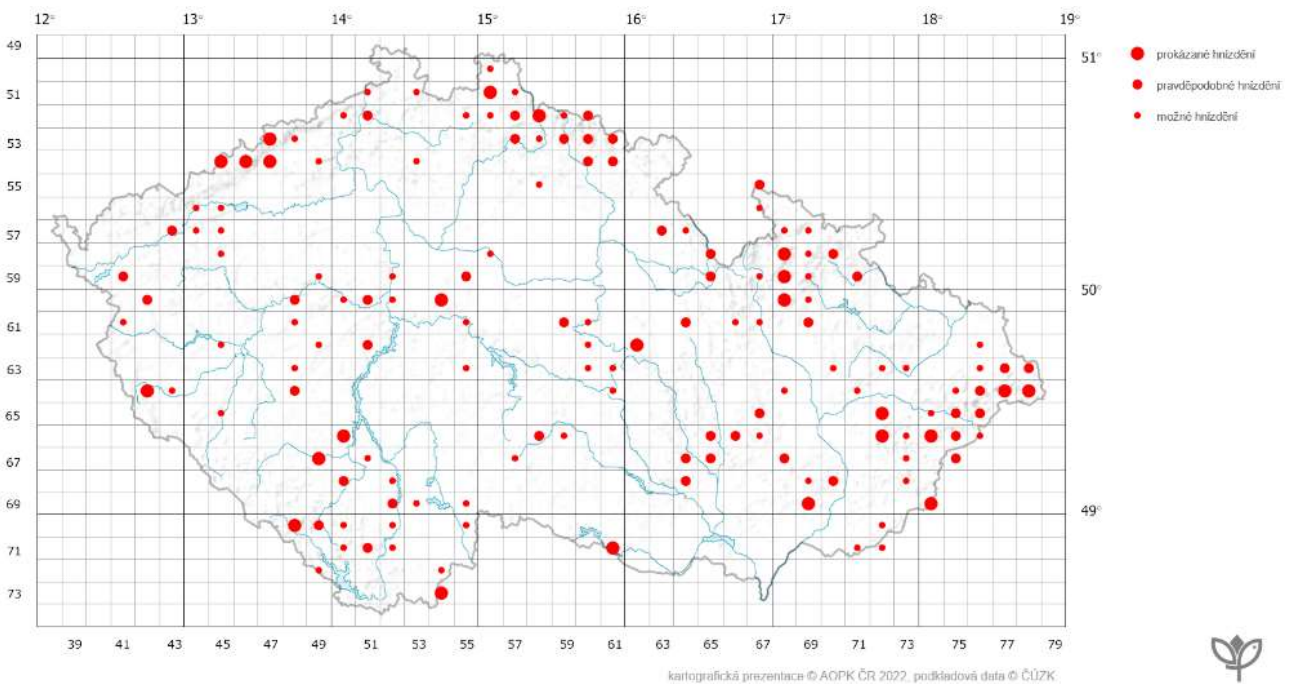 12° 13° 14° 15° 16° 17° 18° 19°
49
51° prokázané hnízdění
51
pravděpodobné hnízdění
možné hnízdění
53
55
57
59
50°
61
63
65
67
69
49°
71
73
39 41 43 45 47 49 51 53 55 57 59 61 63 65 67 69 71 73 75 77 79
kartografická prezentace © AOPK ČR 2022, podkladová data © ČÚZK